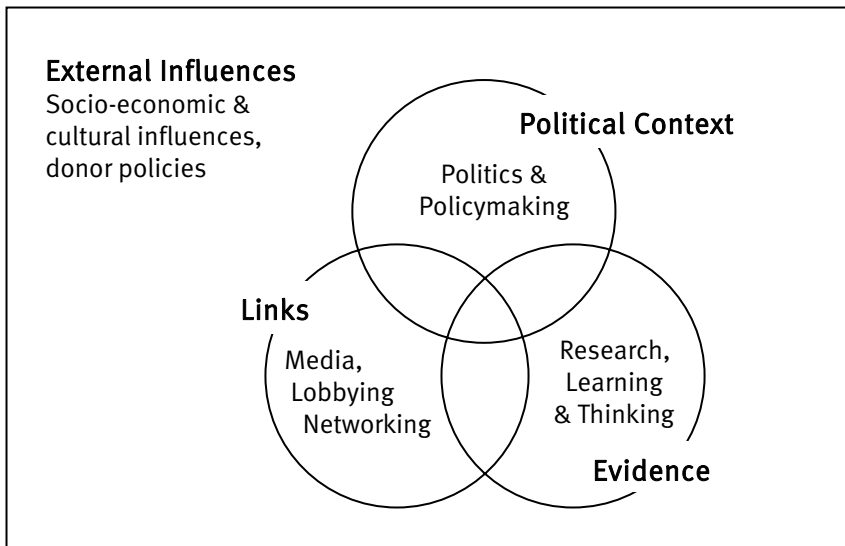 External Influences
Socio-economic &
cultural influences,
donor policies
Political Context
Politics &
Policymaking
Links
Media,
Lobbying
Networking
Research,
Learning
& Thinking
Evidence